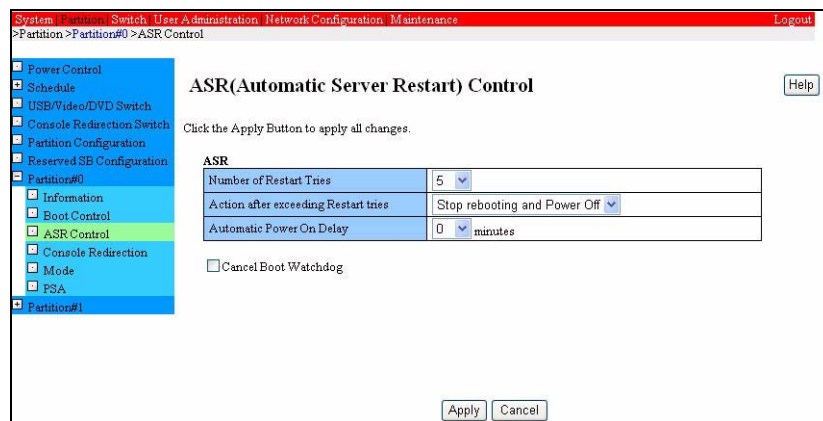 System | Partition | Switch | User Administration | Network Configuration | Maintenance Logout
>Partition >Partition#0 >ASR Control
Power Control
Schedule
USB/Video/DVD Switch
Console Redirection Switch
Partition Configuration
Reserved SB Configuration
Partition#0
Information
Boot Control
ASR Control
Console Redirection
Mode
PSA
Partition#1
ASR(Automatic Server Restart) Control
Help
Click the Apply Button to apply all changes.
ASR
Number of Restart Tries 5
Action after exceeding Restart tries Stop rebooting and Power Off
Automatic Power On Delay 0 minutes
Cancel Boot Watchdog
Apply Cancel